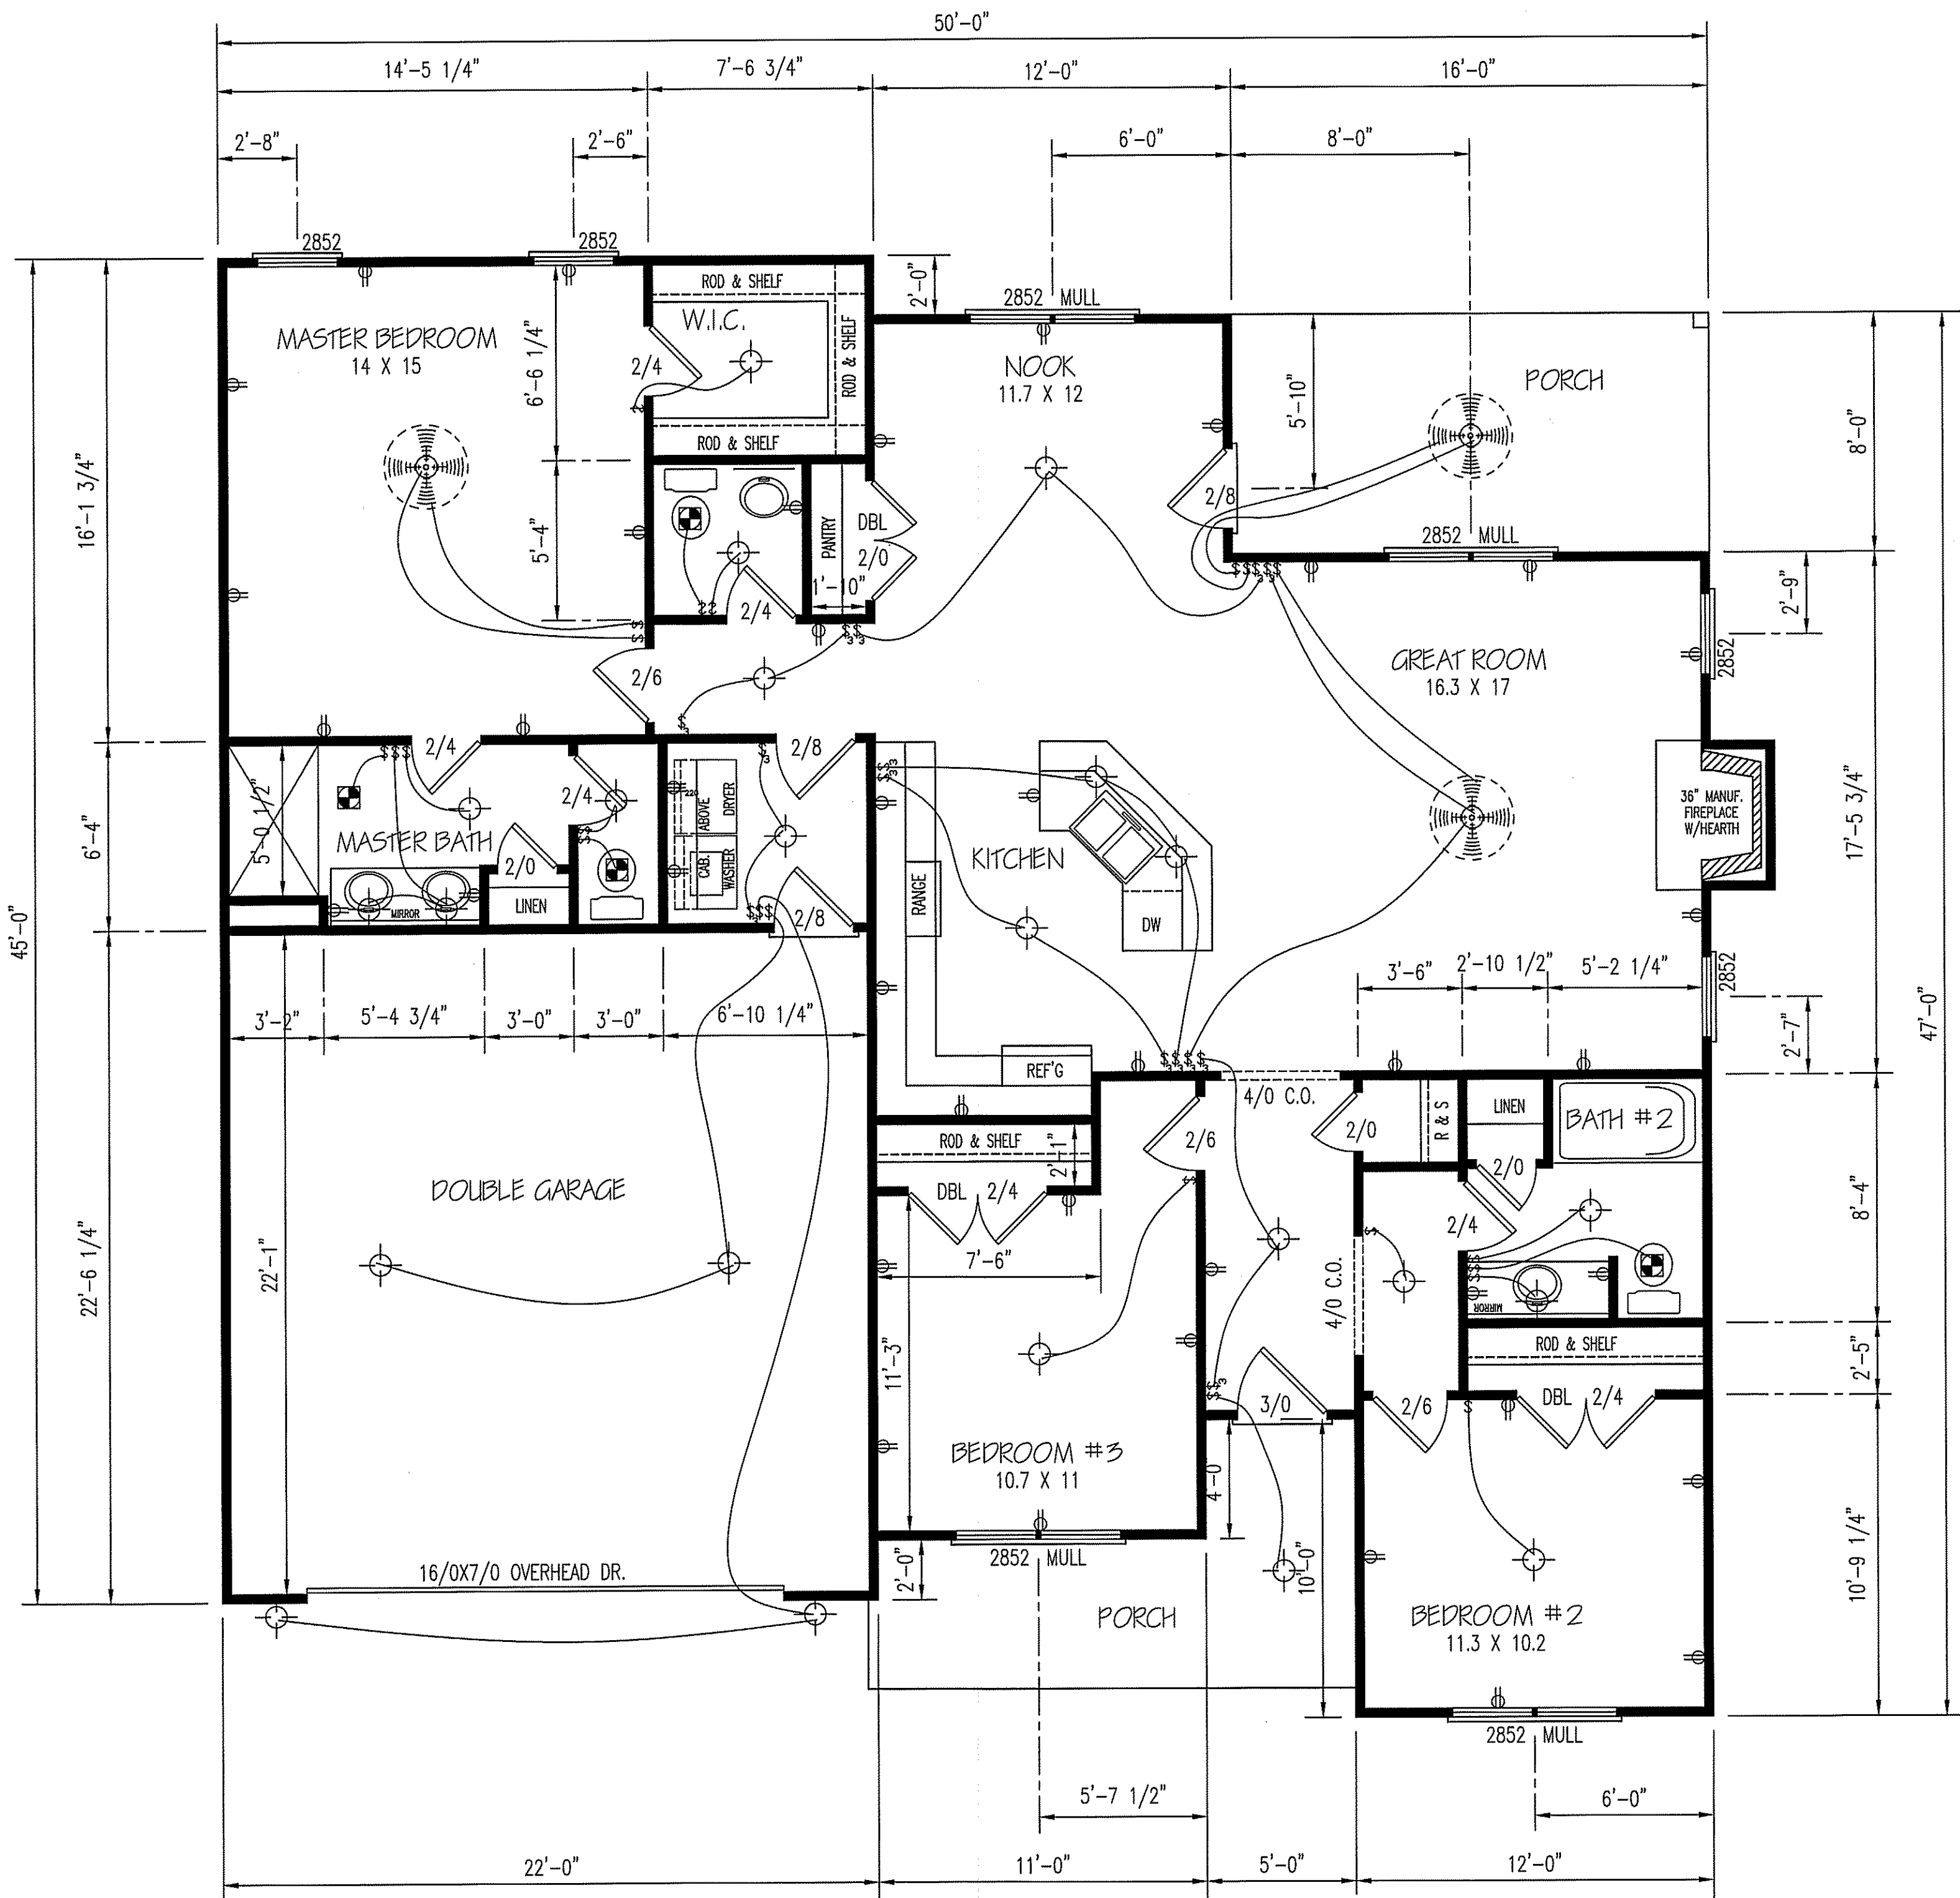 50'-0"
14'-5 1/4" 7'-6 3/4" 12'-0" 16'-0"
2'-8" 2'-6" 6'-0" 8'-0"
2852 2852
2'-0"
2852 MULL
ROD & SHELF
W.I.C.
ROD & SHELF
ROD & SHELF
MASTER BEDROOM
14 X 15
6'-6 1/4"
2/4
NOOK
11.7 X 12
PORCH
5'-10"
8'-0"
16'-1 3/4"
5'-4"
PANTRY
DBL
2/0
1'-10"
2/4
2/8
2852 MULL
2'-9"
2852
2/6
GREAT ROOM
16.3 X 17
2/4
2/8
5'-0 1/2"
6'-4"
MASTER BATH
2/4
2/0
LINEN
MIRROR
220
ABOVE
DRYER
CAB.
WASHER
2/8
KITCHEN
RANGE
DW
36" MANUF.
FIREPLACE
W/HEARTH
17'-5 3/4"
45'-0"
47'-0"
3'-6" 2'-10 1/2" 5'-2 1/4"
2852
2'-7"
3'-2" 5'-4 3/4" 3'-0" 3'-0" 6'-10 1/4"
REF'G
4/0 C.O.
ROD & SHELF
2'-1"
2/6
2/0
R & S
LINEN
BATH #2
2/0
DBL 2/4
7'-6"
DOUBLE GARAGE
22'-1"
22'-6 1/4"
2/4
8'-4"
4/0 C.O.
MIRROR
ROD & SHELF
2'-5"
11'-3"
3/0
2/6
DBL 2/4
BEDROOM #3
10.7 X 11
4'-0
10'-0"
2852 MULL
2'-0"
16/0X7/0 OVERHEAD DR.
PORCH
BEDROOM #2
11.3 X 10.2
10'-9 1/4"
2852 MULL
5'-7 1/2" 6'-0"
22'-0" 11'-0" 5'-0" 12'-0"